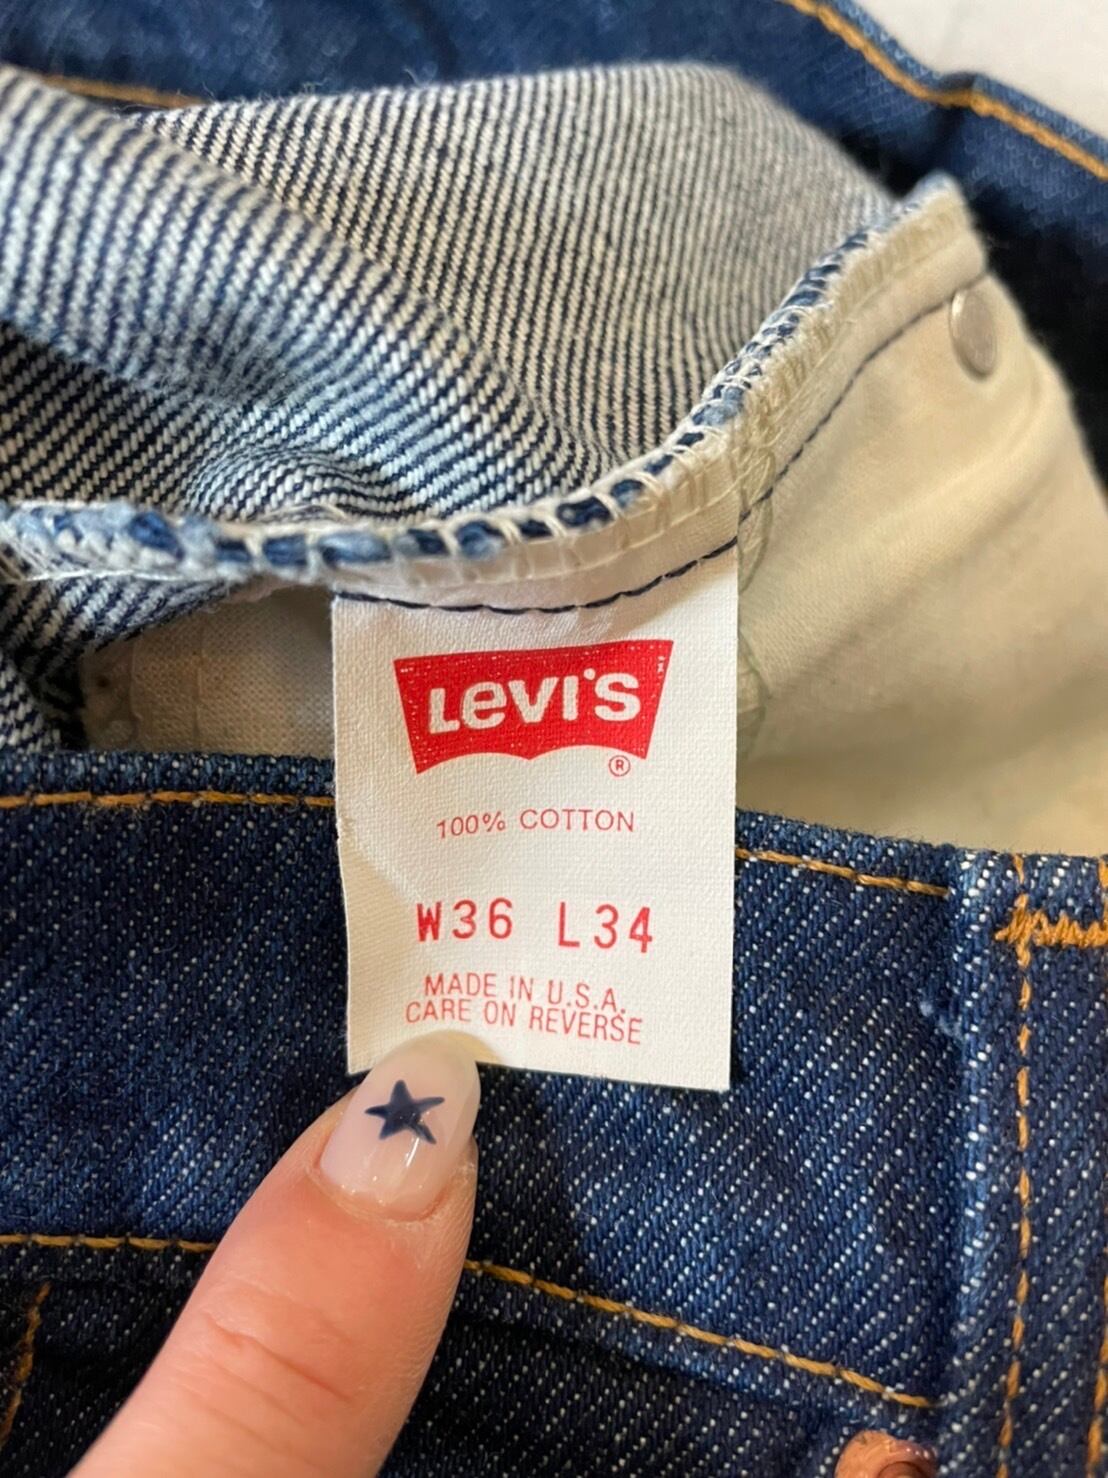 LEVI'S
®
100% COTTON
W36 L34
MADE IN U.S.A.
CARE ON REVERSE